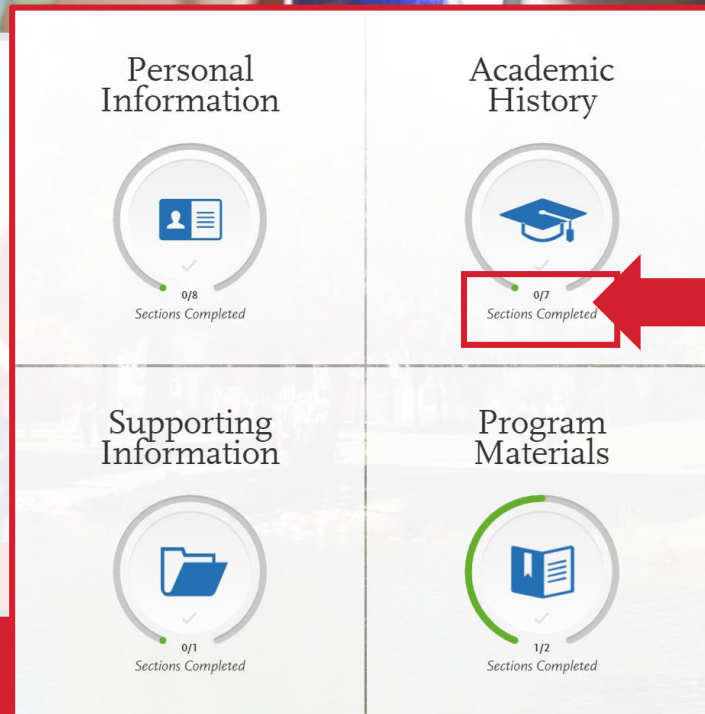 Personal
Information
0/8
Sections Completed
Academic
History
0/7
Sections Completed
Supporting
Information
0/1
Sections Completed
Program
Materials
1/2
Sections Completed